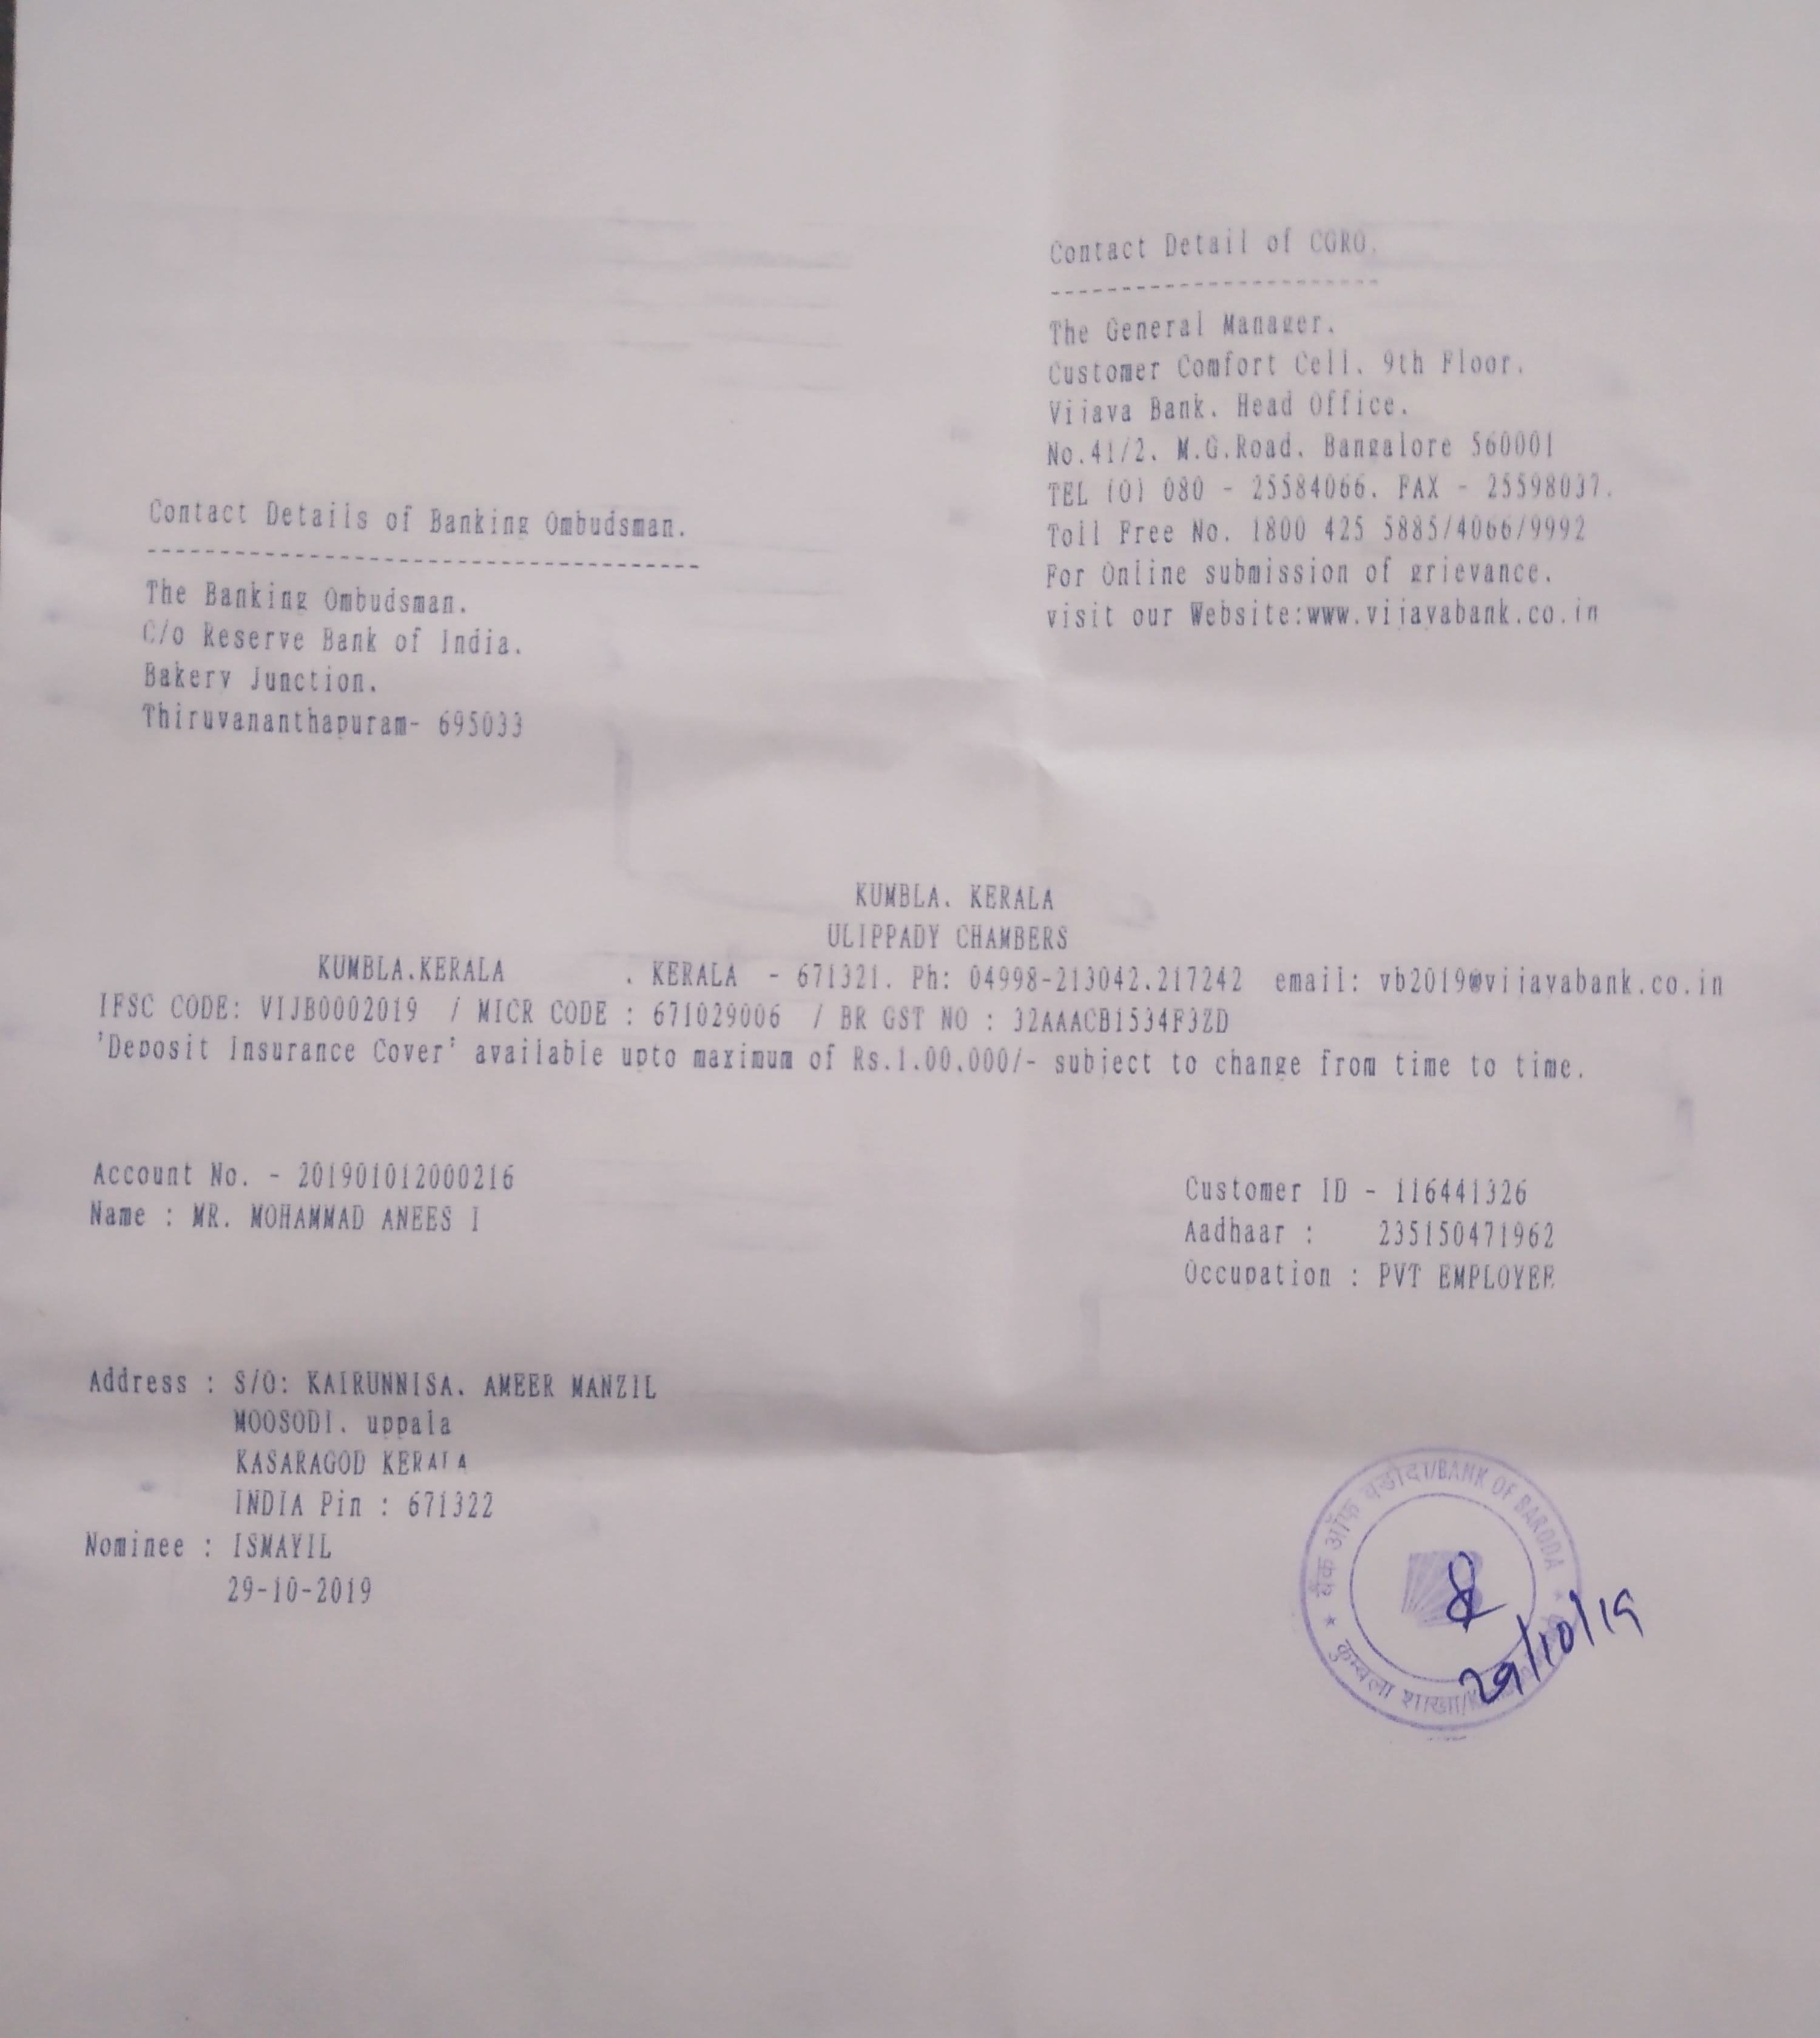 Contact Detail of CGRO.
-----------------------
The General Manager.
Customer Comfort Cell. 9th Floor.
Vijaya Bank. Head Office.
No.41/2. M.G.Road. Bangalore 560001
TEL (O) 080 - 25584066. FAX - 25598037.
Toll Free No. 1800 425 5885/4066/9992
For Online submission of grievance.
visit our Website:www.vijayabank.co.in
Contact Details of Banking Ombudsman.
--------------------------------------
The Banking Ombudsman.
C/o Reserve Bank of India.
Bakery Junction.
Thiruvananthapuram- 695033
KUMBLA. KERALA
ULIPPADY CHAMBERS
KUMBLA.KERALA . KERALA - 671321. Ph: 04998-213042.217242 email: vb2019@vijayabank.co.in
IFSC CODE: VIJB0002019 / MICR CODE : 671029006 / BR GST NO : 32AAACB1534F3ZD
'Deposit Insurance Cover' available upto maximum of Rs.1.00.000/- subject to change from time to time.
Account No. - 201901012000216
Name : MR. MOHAMMAD ANEES I
Customer ID - 116441326
Aadhaar : 235150471962
Occupation : PVT EMPLOYEE
Address : S/O: KAIRUNNISA. AMEER MANZIL
MOOSODI. uppala
KASARAGOD KERALA
INDIA Pin : 671322
Nominee : ISMAYIL
29-10-2019
बैंक ऑफ़ बड़ौदा/BANK OF BARODA
कुम्बला शाखा/
29/10/19